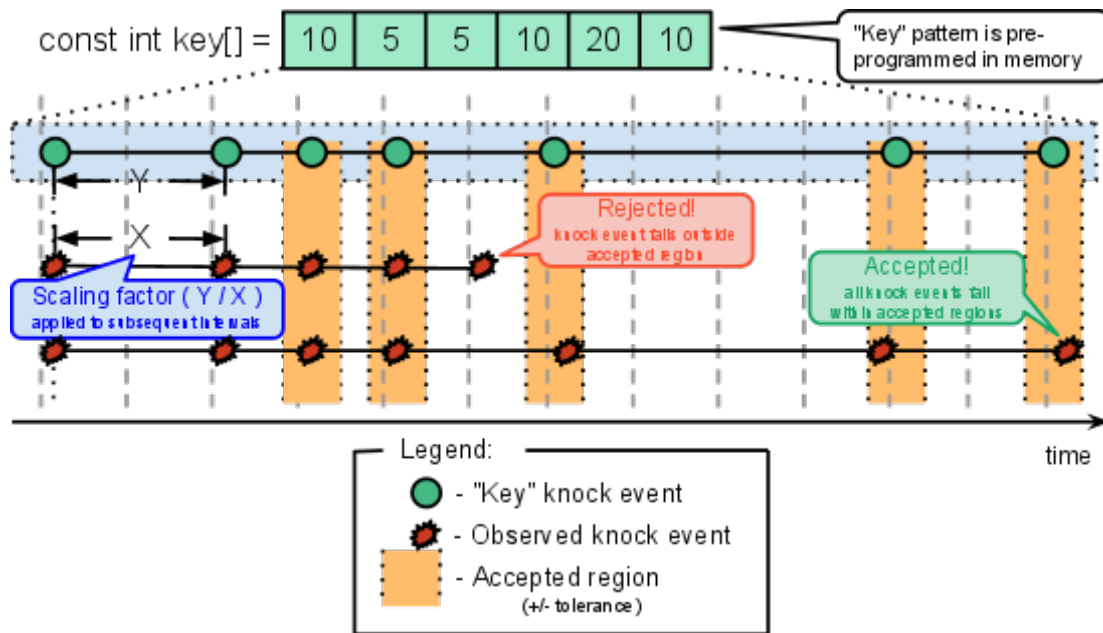 const int key[] = 10 5 5 10 20 10
"Key" pattern is pre-
programmed in memory
Y
X
Rejected!
knock event falls outside
accepted region
Scaling factor ( Y / X )
applied to subsequent intervals
Accepted!
all knock events fall
within accepted regions
time
Legend:
- "Key" knock event
- Observed knock event
- Accepted region
(+/- tolerance)